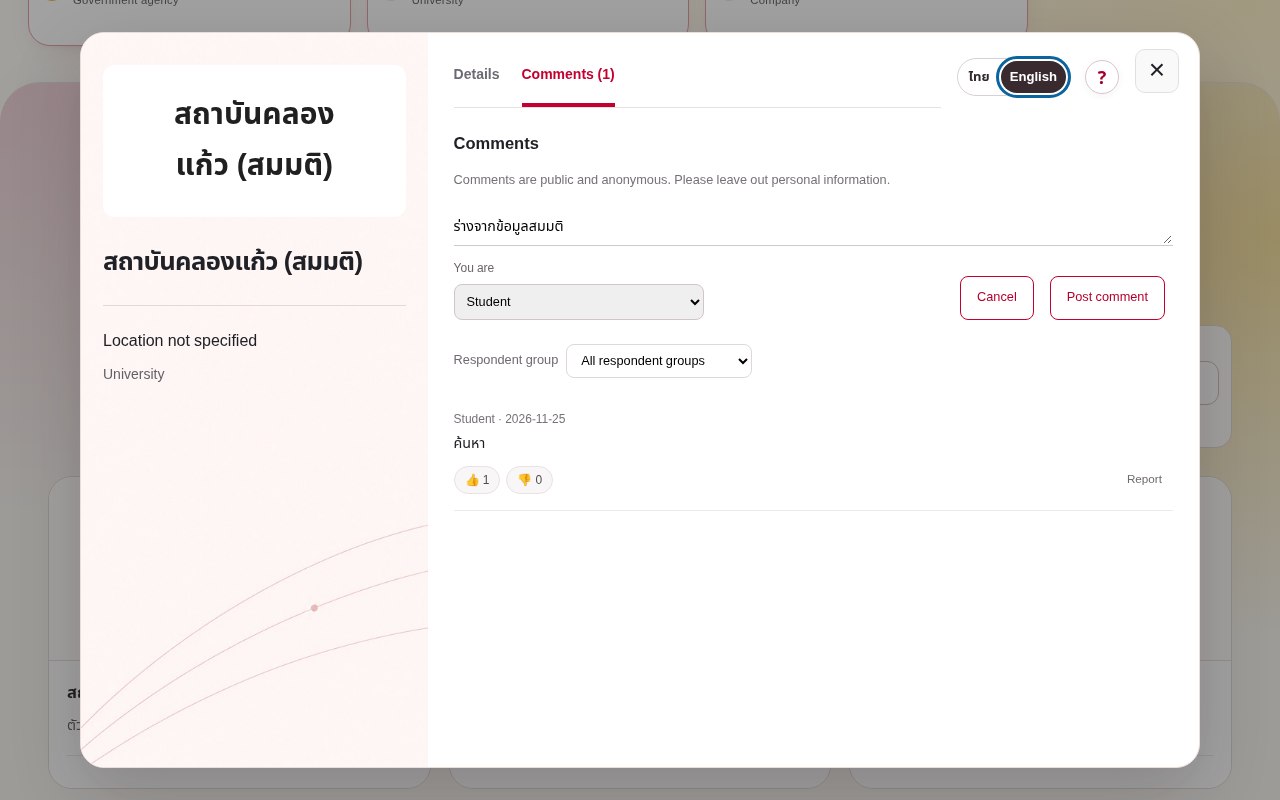 Government agency
University
Company
สถาบันคลอง
แก้ว (สมมติ)
สถาบันคลองแก้ว (สมมติ)
Location not specified
University
Details
Comments (1)
ไทย
English
?
✕
Comments
Comments are public and anonymous. Please leave out personal information.
ร่างจากข้อมูลสมมติ
You are
Student
Cancel
Post comment
Respondent group
All respondent groups
Student · 2026-11-25
ค้นหา
👍 1
👎 0
Report